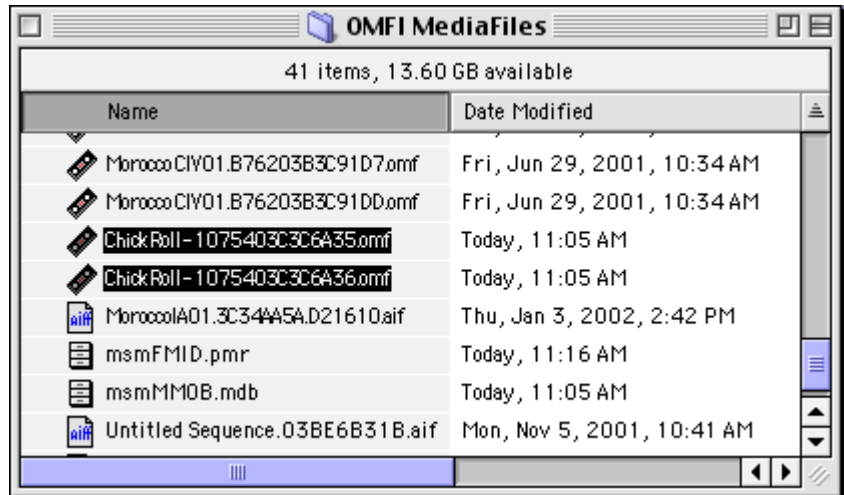 OMFI MediaFiles
41 items, 13.60 GB available
Name Date Modified
MoroccoCIV01.B76203B3C91D7.omf Fri, Jun 29, 2001, 10:34 AM
MoroccoCIV01.B76203B3C91DD.omf Fri, Jun 29, 2001, 10:34 AM
ChickRoll-1075403C3C6A35.omf Today, 11:05 AM
ChickRoll-1075403C3C6A36.omf Today, 11:05 AM
aiff MoroccoIA01.3C34AA5A.D21610.aif Thu, Jan 3, 2002, 2:42 PM
msmFMID.pmr Today, 11:16 AM
msmMMOB.mdb Today, 11:05 AM
aiff Untitled Sequence.03BE6B31B.aif Mon, Nov 5, 2001, 10:41 AM